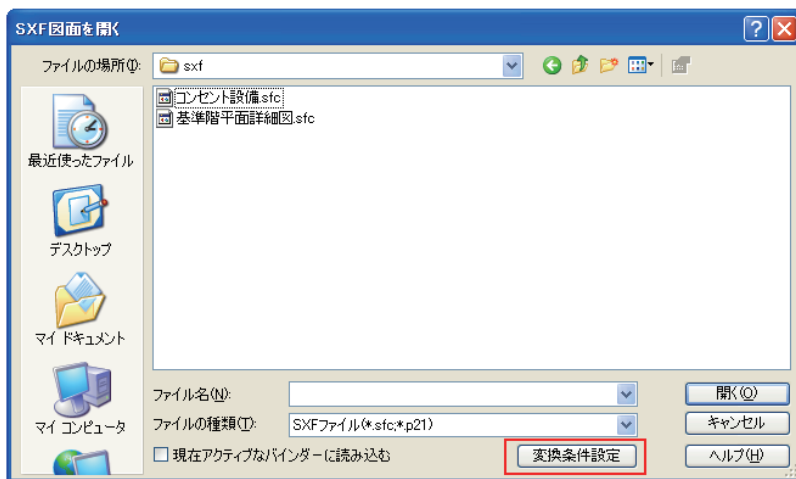 SXF図面を開く
ファイルの場所(I):
sxf
コンセント設備.sfc
基準階平面詳細図.sfc
最近使ったファイル
デスクトップ
マイ ドキュメント
マイ コンピュータ
ファイル名(N):
開く(O)
ファイルの種類(T):
SXFファイル(*.sfc;*.p21)
キャンセル
現在アクティブなバインダーに読み込む
変換条件設定
ヘルプ(H)